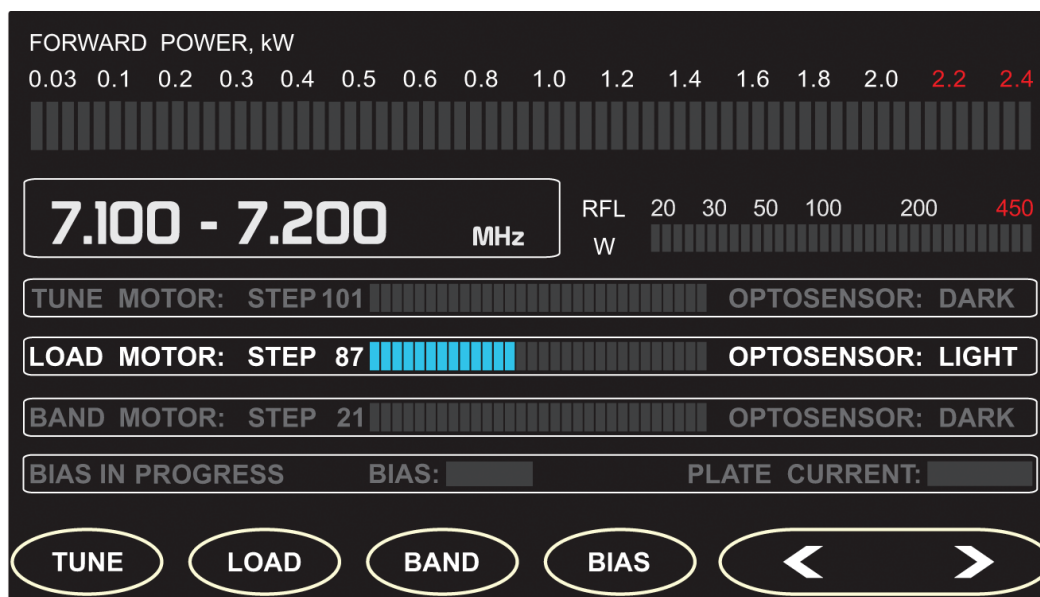 FORWARD POWER, kW
0.03 0.1 0.2 0.3 0.4 0.5 0.6 0.8 1.0 1.2 1.4 1.6 1.8 2.0 2.2 2.4
7.100 - 7.200 MHz
RFL 20 30 50 100 200 450
W
TUNE MOTOR: STEP 101 OPTOSENSOR: DARK
LOAD MOTOR: STEP 87 OPTOSENSOR: LIGHT
BAND MOTOR: STEP 21 OPTOSENSOR: DARK
BIAS IN PROGRESS BIAS: PLATE CURRENT:
TUNE LOAD BAND BIAS